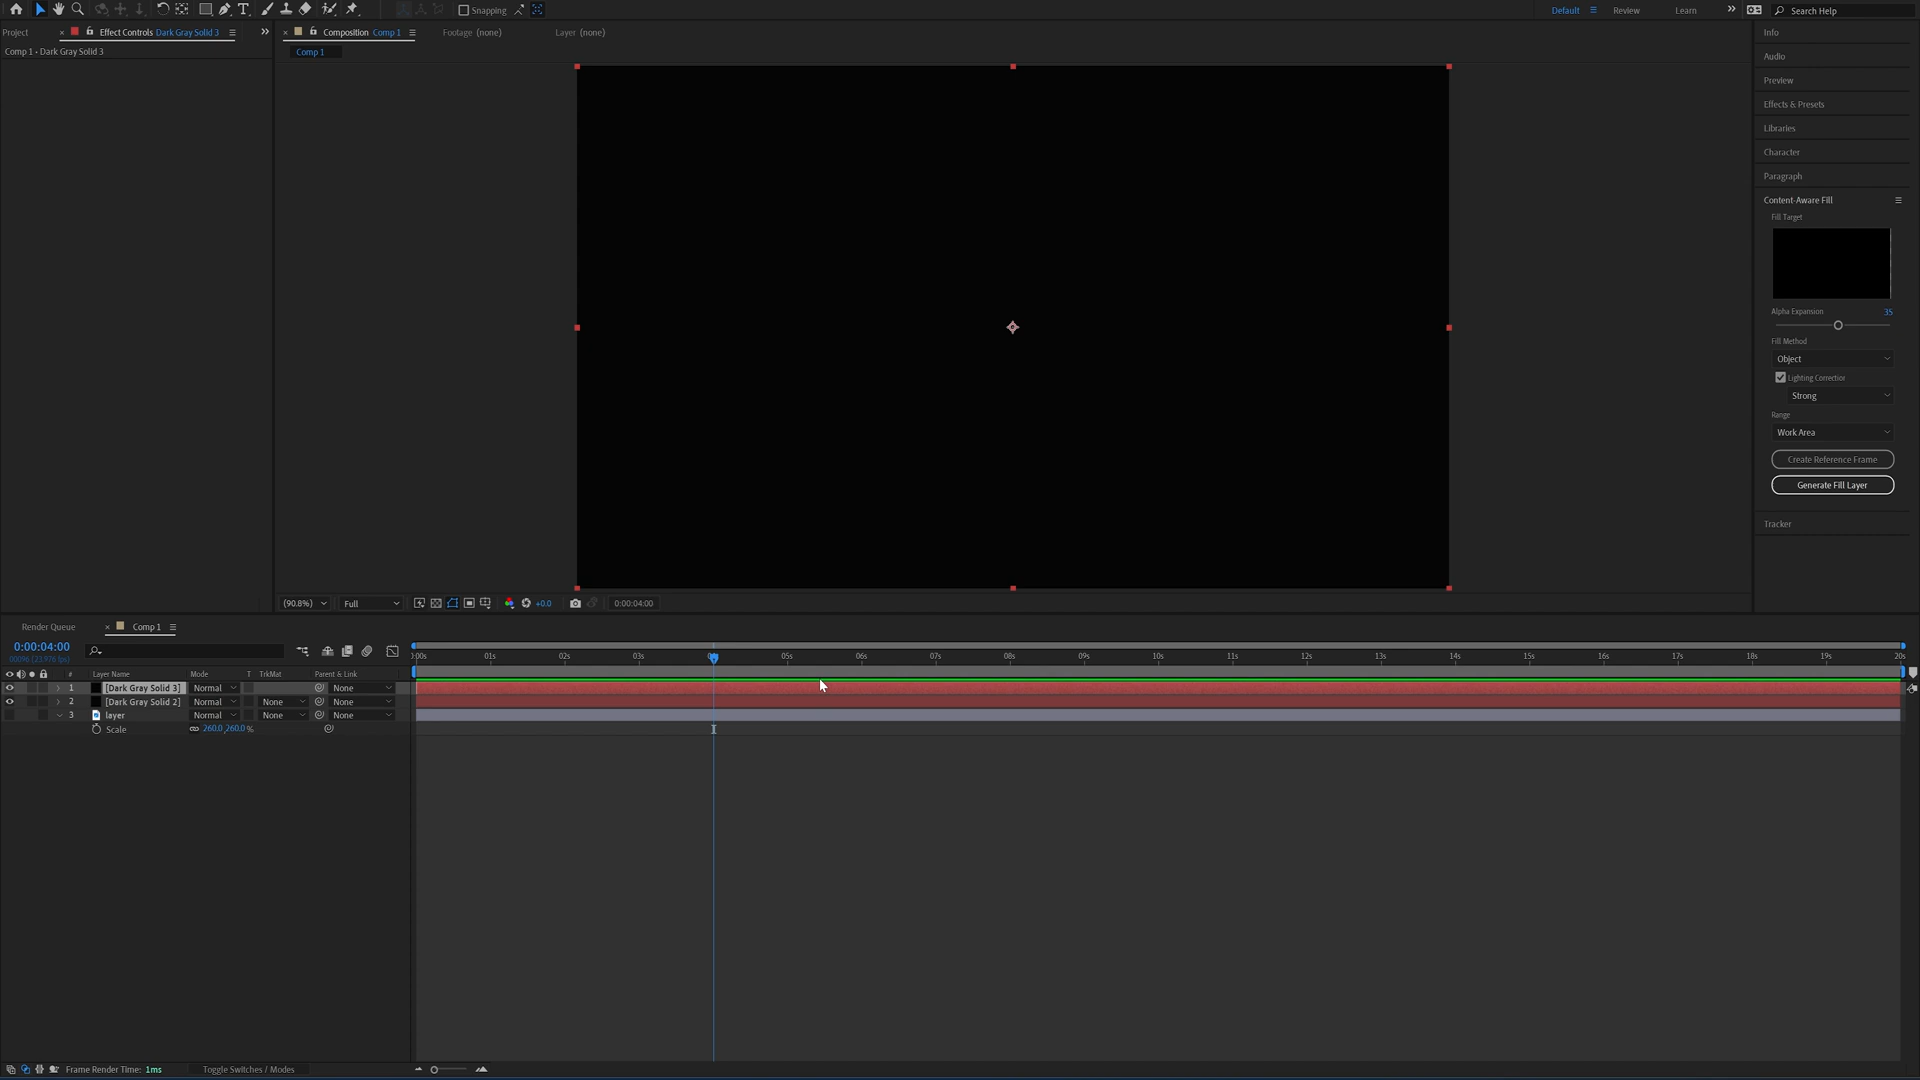 Snapping
Default
Review
Learn
Search Help
Project
Effect Controls Dark Gray Solid 3
Composition Comp 1
Footage (none)
Layer (none)
Comp 1 • Dark Gray Solid 3
Comp 1
Info
Audio
Preview
Effects & Presets
Libraries
Character
Paragraph
Content-Aware Fill
Fill Target
Alpha Expansion 35
Fill Method
Object
Lighting Correction
Strong
Range
Work Area
Create Reference Frame
Generate Fill Layer
Tracker
(90.8%)
Full
+0.0
0:00:04:00
Render Queue
Comp 1
0:00:04:00
00096 (23.976 fps)
:00s 01s 02s 03s 05s 06s 07s 08s 09s 10s 11s 12s 13s 14s 15s 16s 17s 18s 19s 20s
# Layer Name Mode T TrkMat Parent & Link
1 [Dark Gray Solid 3] Normal None
2 [Dark Gray Solid 2] Normal None None
3 layer Normal None None
Scale 260.0,260.0%
Frame Render Time: 1ms
Toggle Switches / Modes